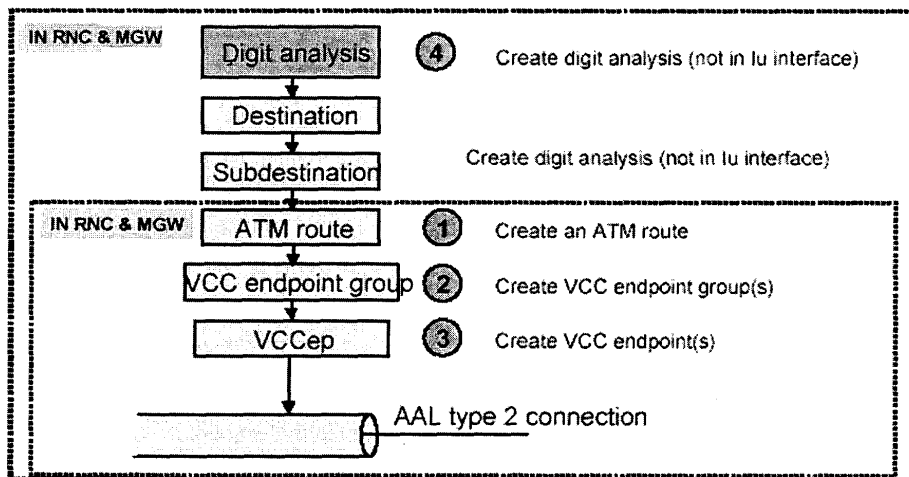 IN RNC & MGW
Digit analysis
4
Create digit analysis (not in Iu interface)
Destination
Subdestination
Create digit analysis (not in Iu interface)
IN RNC & MGW
ATM route
1
Create an ATM route
VCC endpoint group
2
Create VCC endpoint group(s)
VCCep
3
Create VCC endpoint(s)
AAL type 2 connection